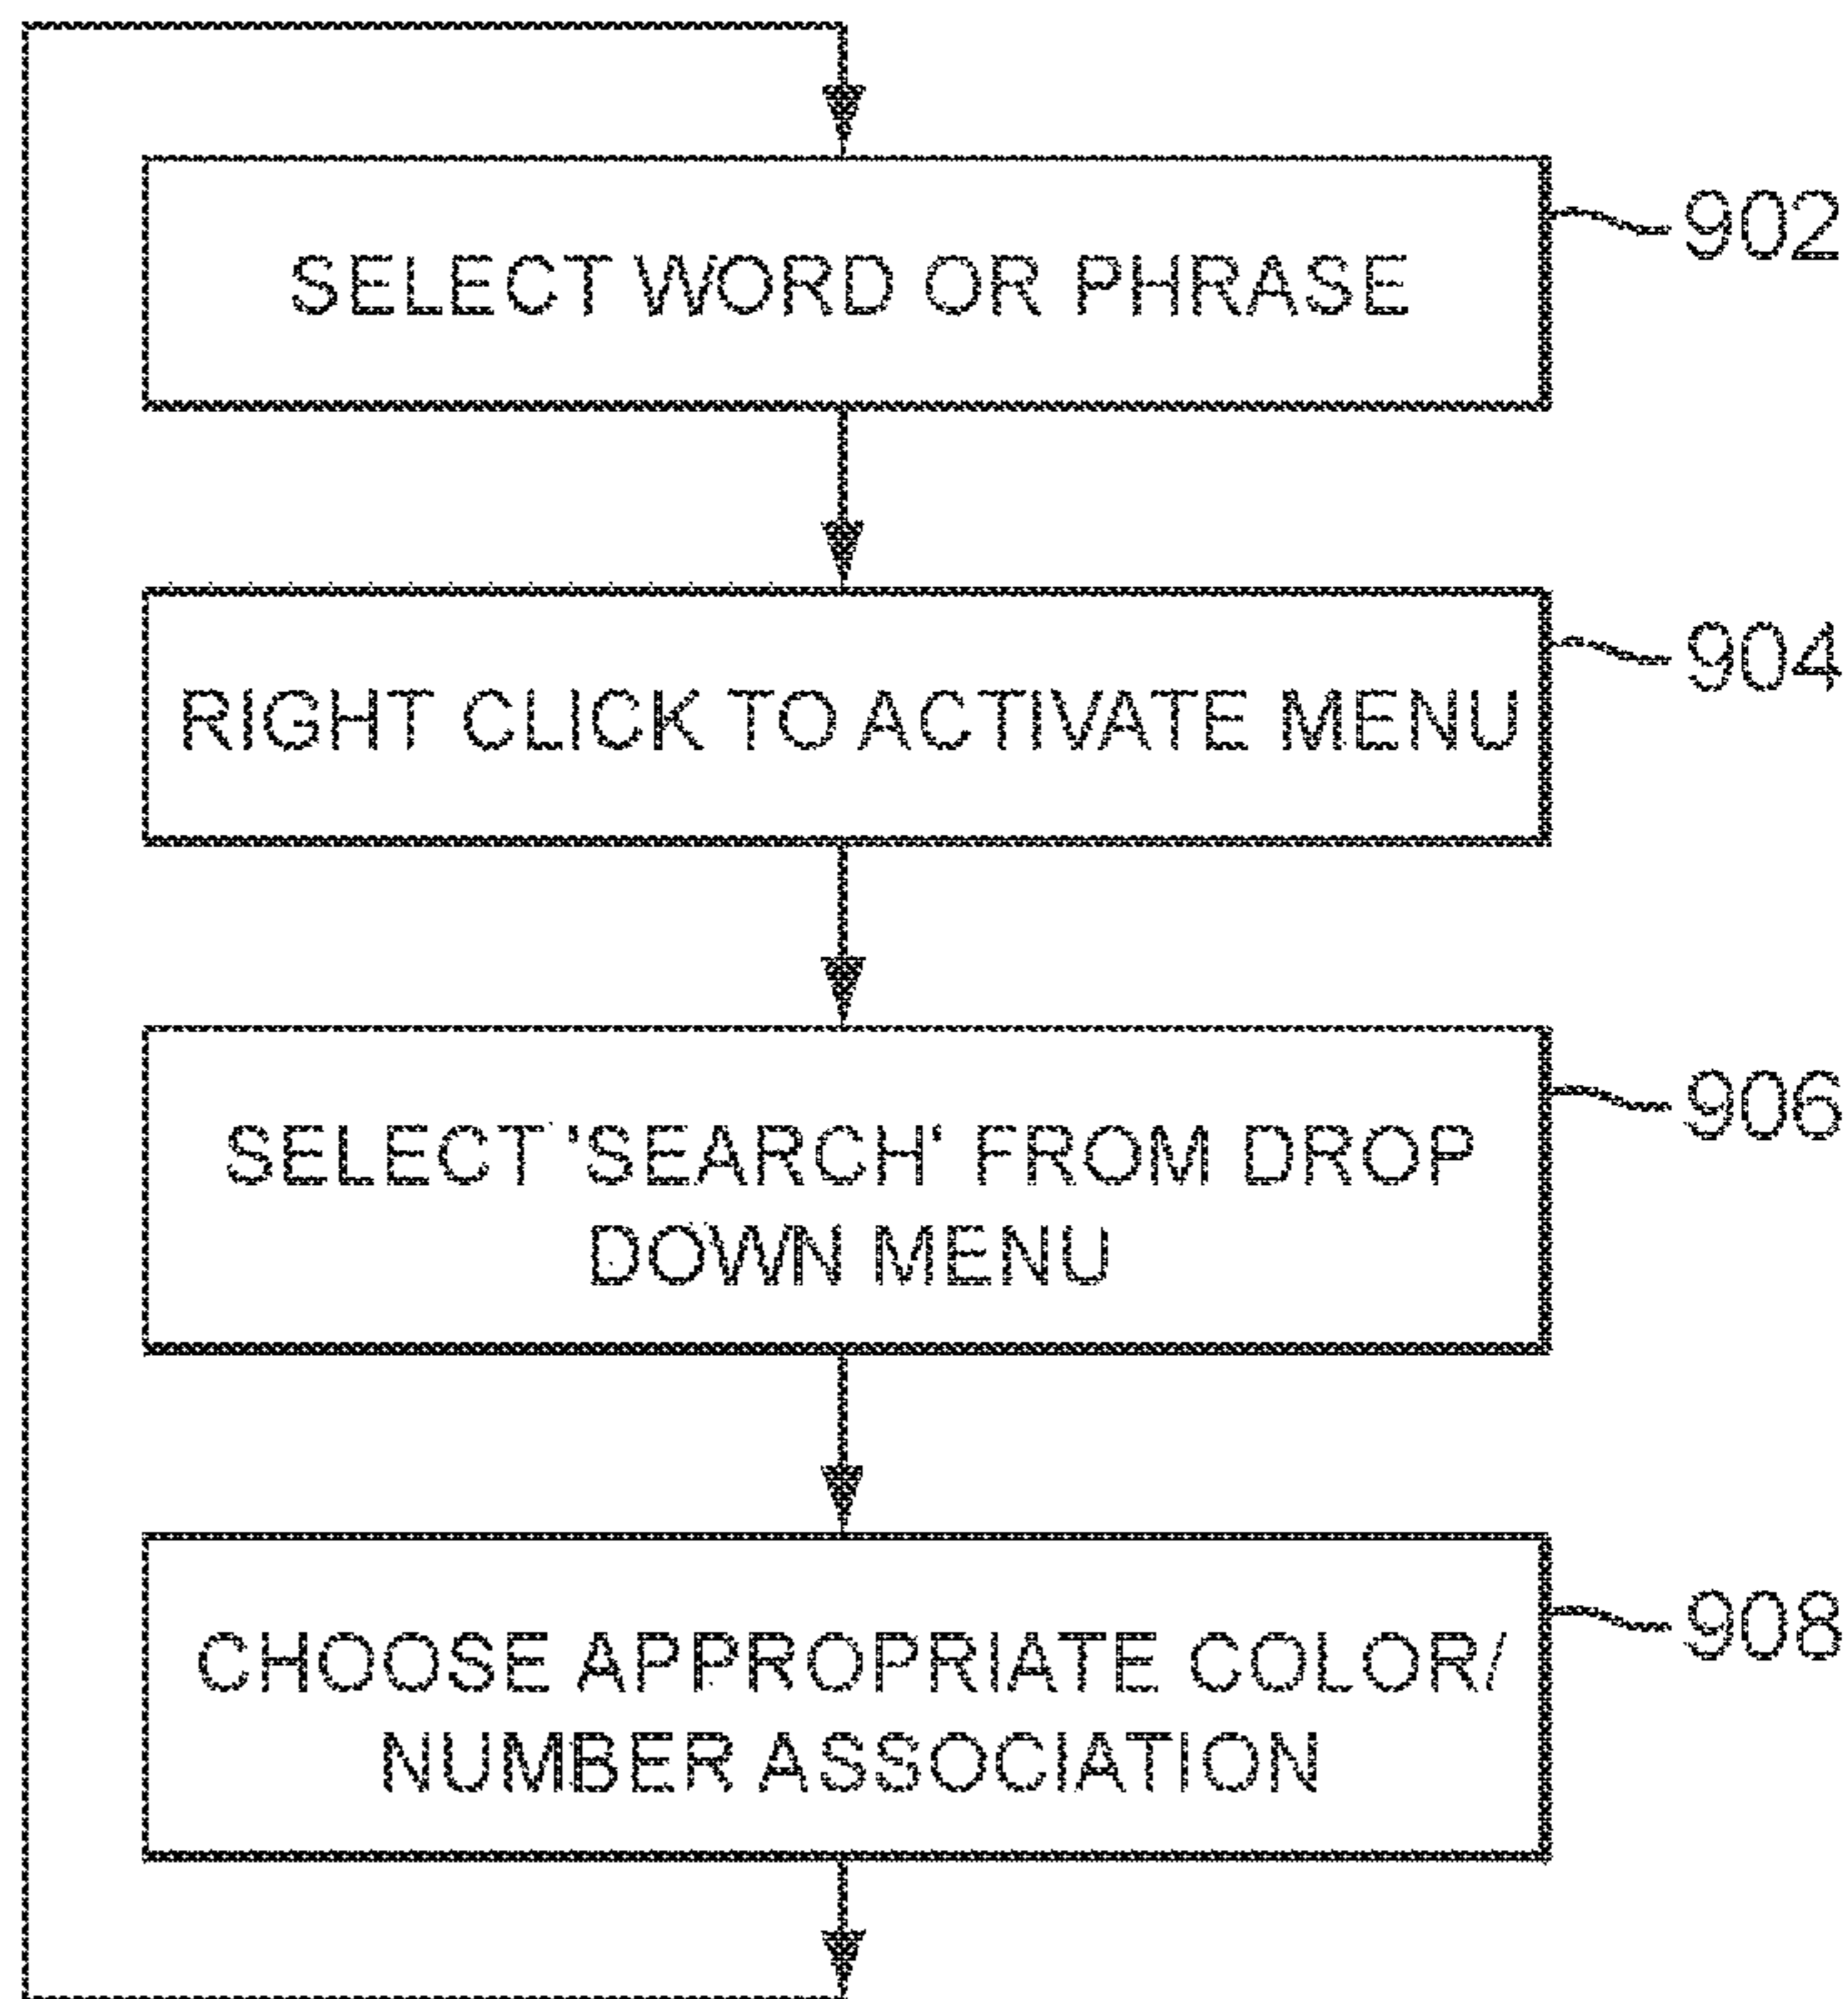 SELECT WORD OR PHRASE
902
RIGHT CLICK TO ACTIVATE MENU
904
SELECT 'SEARCH' FROM DROP
DOWN MENU
906
CHOOSE APPROPRIATE COLOR/
NUMBER ASSOCIATION
908